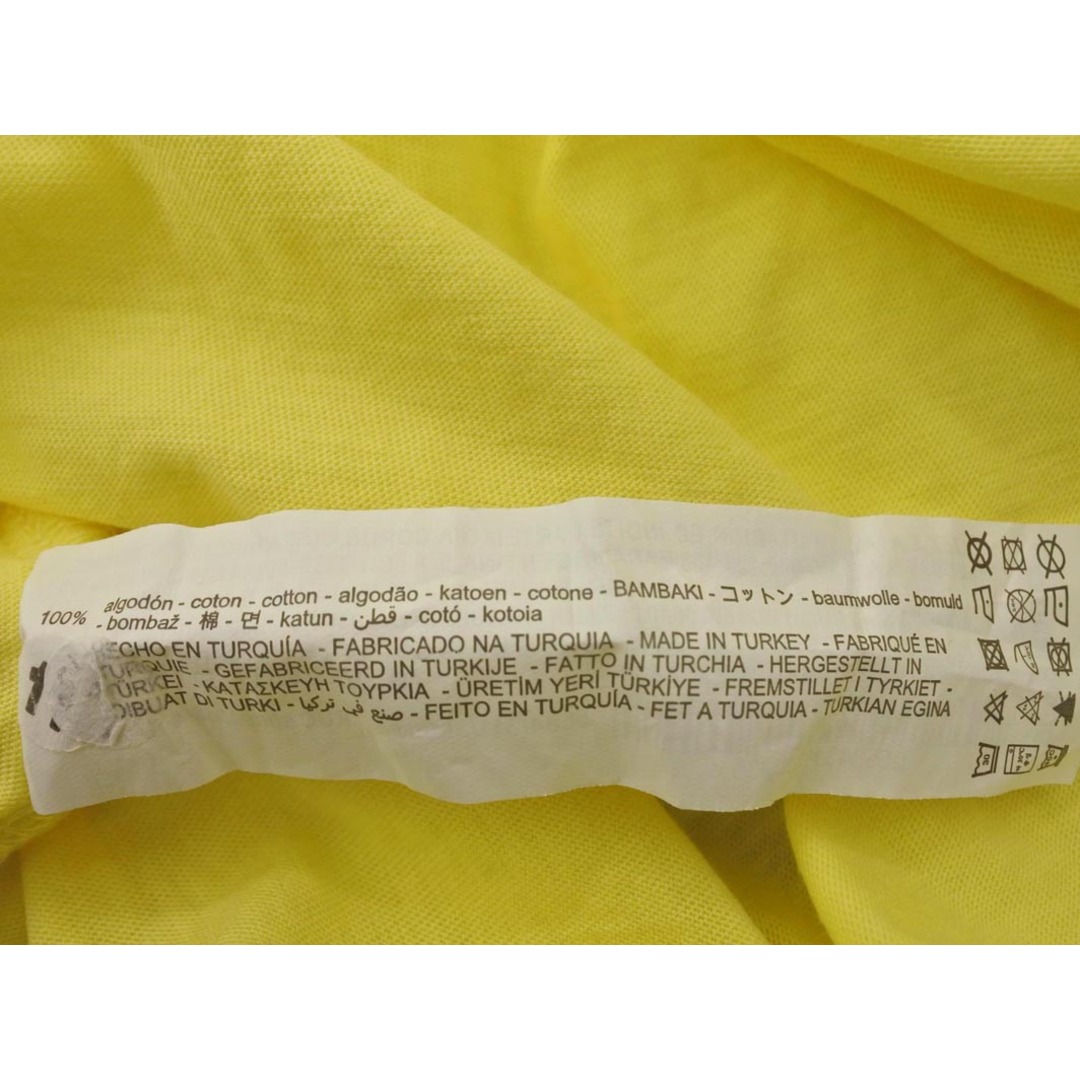 100% algodón - coton - cotton - algodão - katoen - cotone - BAMBAKI - コットン - baumwolle - bomuld
- bombaž - 棉 - 면 - katun - قطن - cotó - kotoia
HECHO EN TURQUÍA - FABRICADO NA TURQUIA - MADE IN TURKEY - FABRIQUÉ EN
TURQUIE - GEFABRICEERD IN TURKIJE - FATTO IN TURCHIA - HERGESTELLT IN
TÜRKEI - ΚΑΤΑΣΚΕΥΗ ΤΟΥΡΚΙΑ - ÜRETİM YERİ TÜRKİYE - FREMSTILLET I TYRKIET -
DIBUAT DI TURKI - صنع في تركيا - FEITO EN TURQUÍA - FET A TURQUIA - TURKIAN EGINA